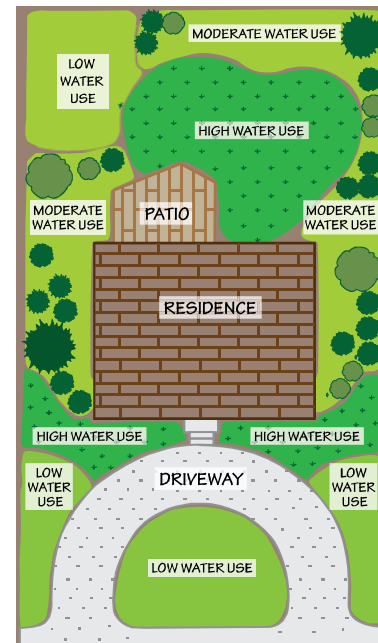 MODERATE WATER USE
LOW
WATER
USE
HIGH WATER USE
MODERATE
WATER USE
PATIO
MODERATE
WATER USE
RESIDENCE
HIGH WATER USE
HIGH WATER USE
LOW
WATER
USE
DRIVEWAY
LOW
WATER
USE
LOW WATER USE